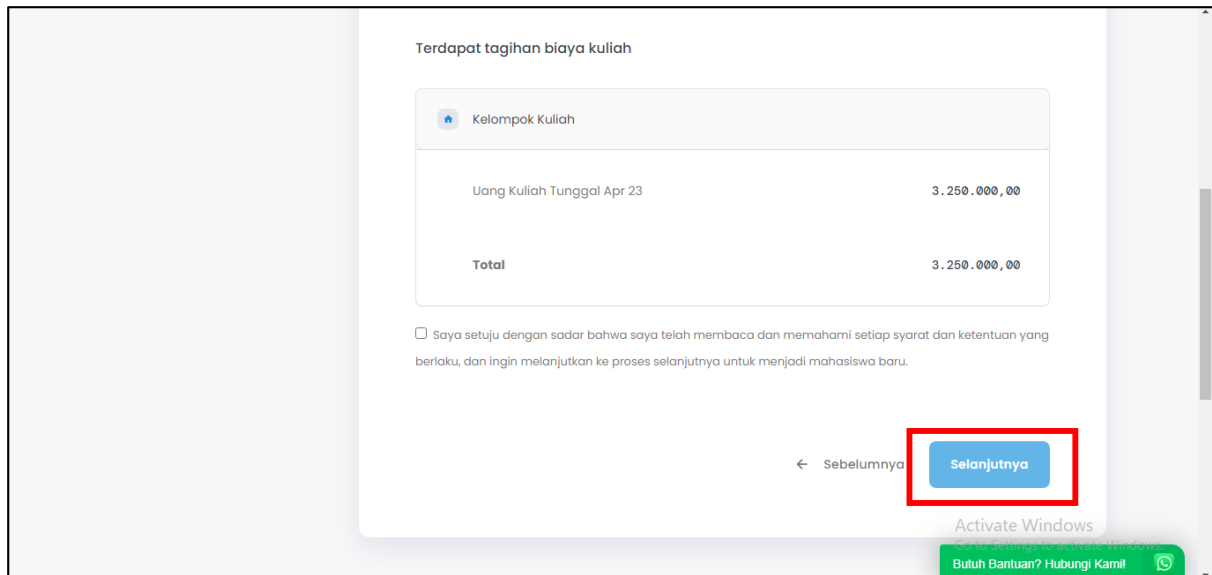 Terdapat tagihan biaya kuliah
Kelompok Kuliah
Uang Kuliah Tunggal Apr 23 3.250.000,00
Total 3.250.000,00
Saya setuju dengan sadar bahwa saya telah membaca dan memahami setiap syarat dan ketentuan yang
berlaku, dan ingin melanjutkan ke proses selanjutnya untuk menjadi mahasiswa baru.
← Sebelumnya Selanjutnya
Activate Windows
Go to Settings to activate Windows.
Butuh Bantuan? Hubungi Kami!